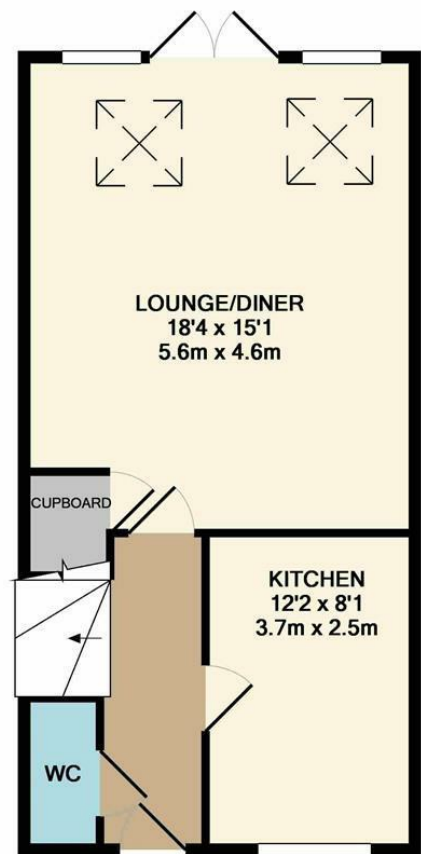 LOUNGE/DINER
18'4 x 15'1
5.6m x 4.6m
CUPBOARD
KITCHEN
12'2 x 8'1
3.7m x 2.5m
WC